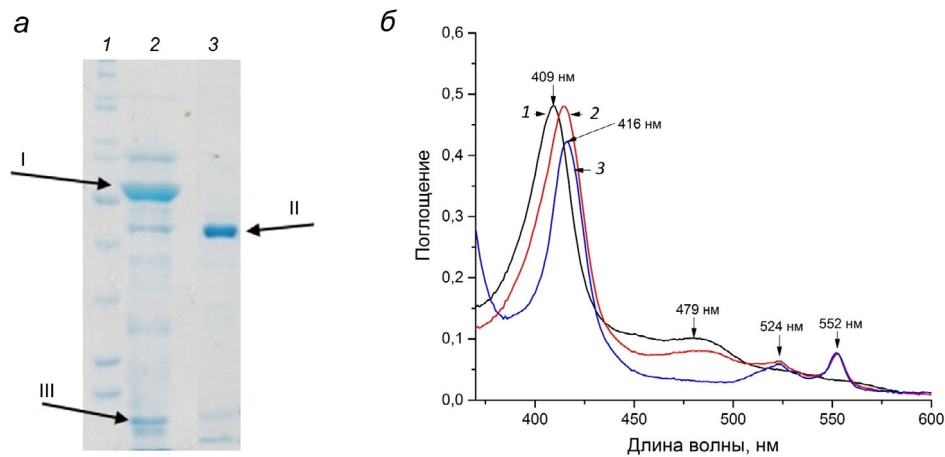 а
1 2 3
I
II
III
б
0,6
0,5
0,4
0,3
0,2
0,1
0,0
Поглощение
409 нм
1
2
416 нм
3
479 нм
524 нм
552 нм
400 450 500 550 600
Длина волны, нм